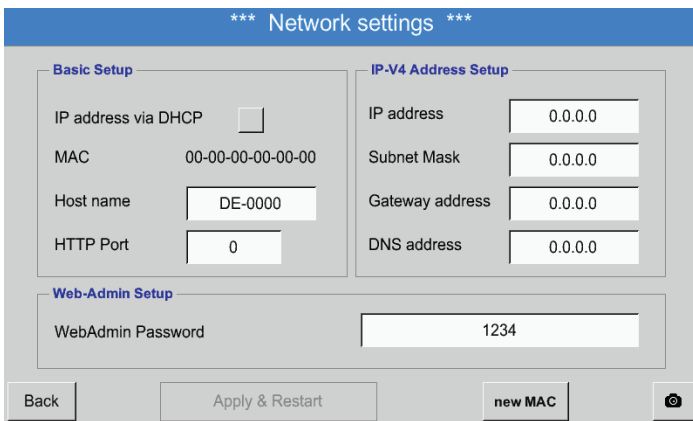 *** Network settings ***
Basic Setup
IP address via DHCP
MAC 00-00-00-00-00-00
Host name DE-0000
HTTP Port 0
IP-V4 Address Setup
IP address 0.0.0.0
Subnet Mask 0.0.0.0
Gateway address 0.0.0.0
DNS address 0.0.0.0
Web-Admin Setup
WebAdmin Password 1234
Back Apply & Restart new MAC